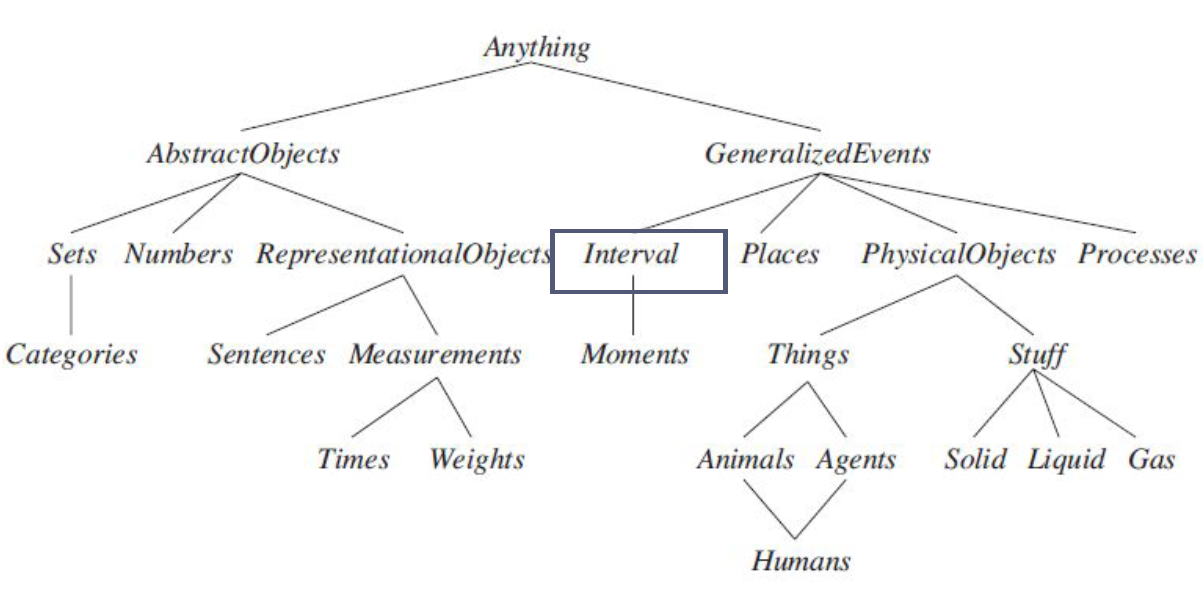 Anything
AbstractObjects GeneralizedEvents
Sets Numbers RepresentationalObjects Interval Places PhysicalObjects Processes
Categories Sentences Measurements Moments Things Stuff
Times Weights Animals Agents Solid Liquid Gas
Humans